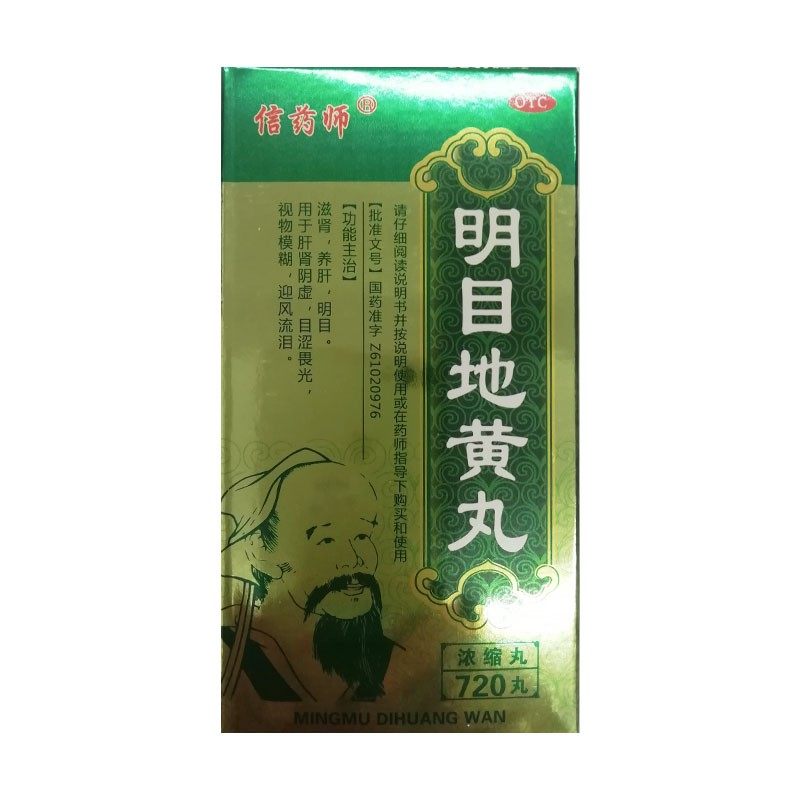 信药师
OTC
明目地黄丸
请仔细阅读说明书并按说明使用或在药师指导下购买和使用
【批准文号】国药准字 Z61020976
【功能主治】
滋肾，养肝，明目。
用于肝肾阴虚，目涩畏光，
视物模糊，迎风流泪。
浓缩丸
720丸
MINGMU DIHUANG WAN